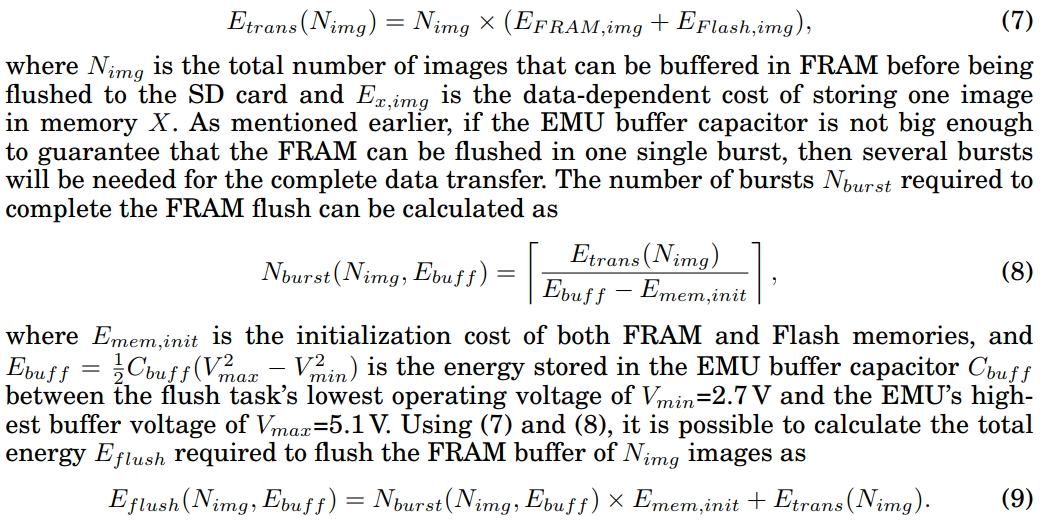 E_{trans}(N_{img}) = N_{img} × (E_{FRAM,img} + E_{Flash,img}), (7)
where N_{img} is the total number of images that can be buffered in FRAM before being
flushed to the SD card and E_{x,img} is the data-dependent cost of storing one image
in memory X. As mentioned earlier, if the EMU buffer capacitor is not big enough
to guarantee that the FRAM can be flushed in one single burst, then several bursts
will be needed for the complete data transfer. The number of bursts N_{burst} required to
complete the FRAM flush can be calculated as
N_{burst}(N_{img}, E_{buff}) = ⌈ \frac{E_{trans}(N_{img})}{E_{buff} − E_{mem,init}} ⌉, (8)
where E_{mem,init} is the initialization cost of both FRAM and Flash memories, and
E_{buff} = \frac{1}{2}C_{buff}(V_{max}^2 − V_{min}^2) is the energy stored in the EMU buffer capacitor C_{buff}
between the flush task's lowest operating voltage of V_{min}=2.7 V and the EMU's high-
est buffer voltage of V_{max}=5.1 V. Using (7) and (8), it is possible to calculate the total
energy E_{flush} required to flush the FRAM buffer of N_{img} images as
E_{flush}(N_{img}, E_{buff}) = N_{burst}(N_{img}, E_{buff}) × E_{mem,init} + E_{trans}(N_{img}). (9)